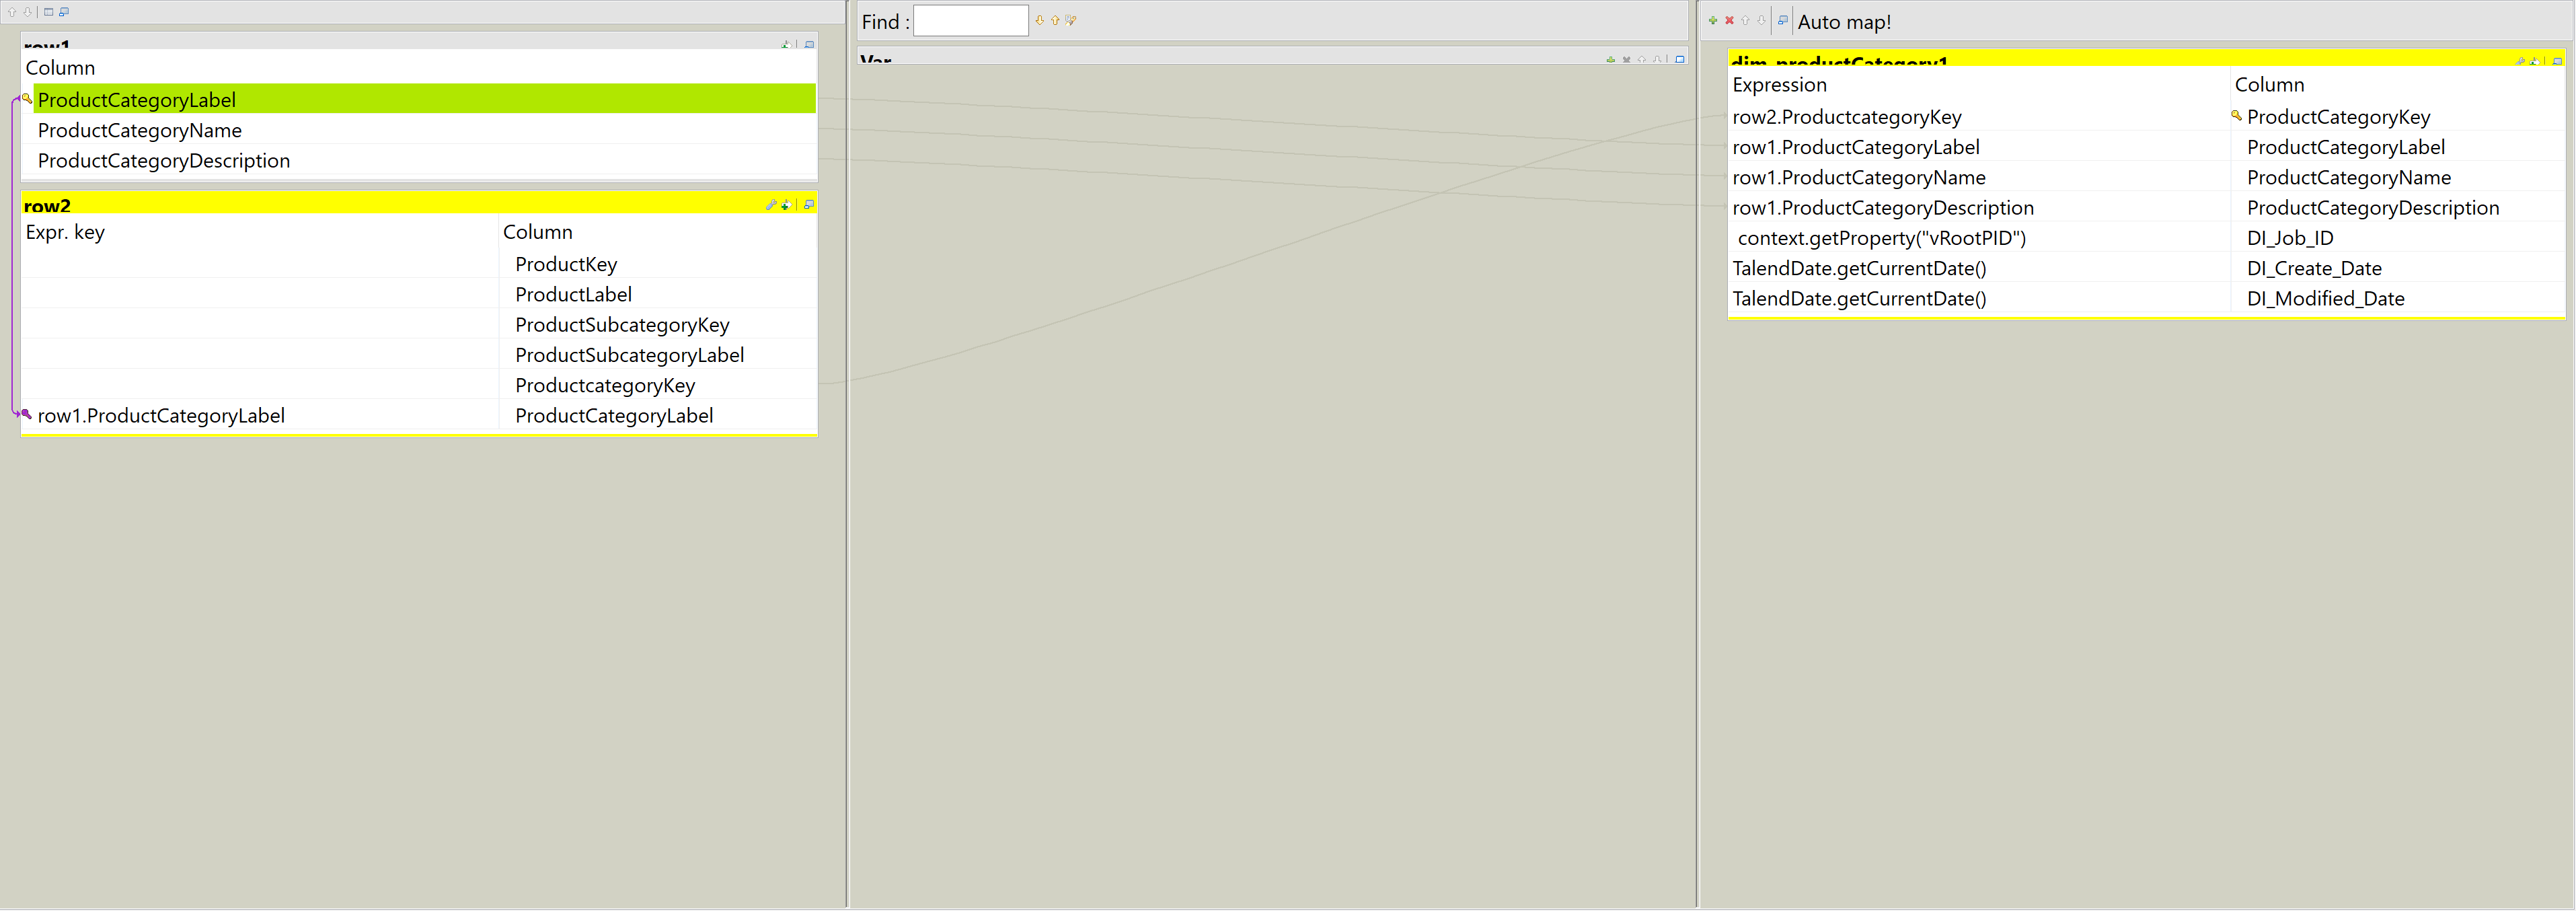 row1
Column
ProductCategoryLabel
ProductCategoryName
ProductCategoryDescription
row2
Expr. key Column
ProductKey
ProductLabel
ProductSubcategoryKey
ProductSubcategoryLabel
ProductcategoryKey
row1.ProductCategoryLabel ProductCategoryLabel
Find :
Var
Auto map!
dim_productCategory1
Expression Column
row2.ProductcategoryKey ProductCategoryKey
row1.ProductCategoryLabel ProductCategoryLabel
row1.ProductCategoryName ProductCategoryName
row1.ProductCategoryDescription ProductCategoryDescription
context.getProperty("vRootPID") DI_Job_ID
TalendDate.getCurrentDate() DI_Create_Date
TalendDate.getCurrentDate() DI_Modified_Date